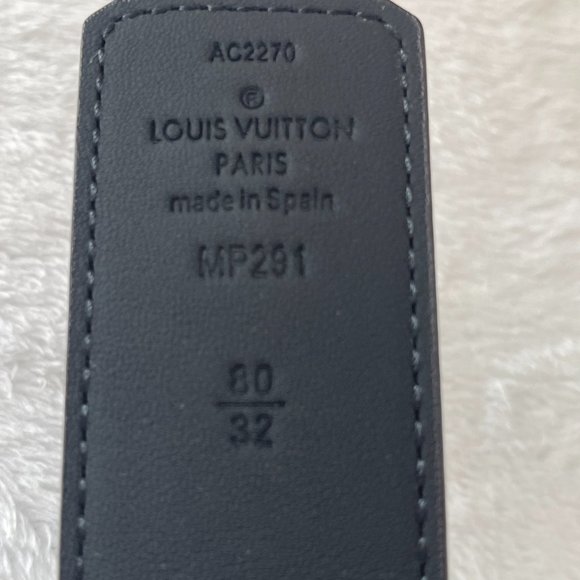 AC2270
®
LOUIS VUITTON
PARIS
made in Spain
MP291
80
32